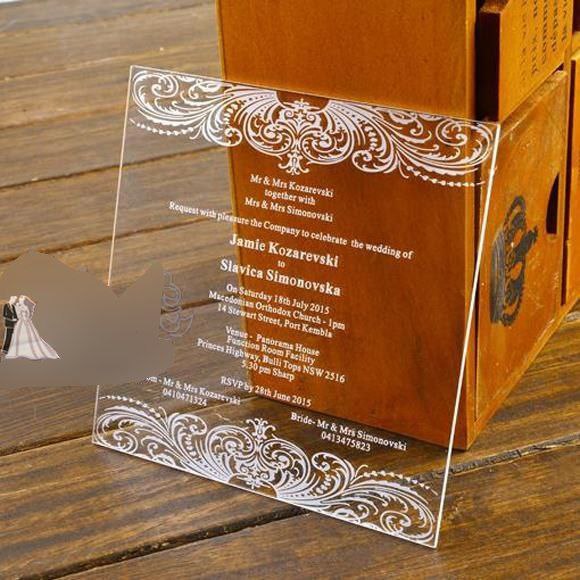 Mr & Mrs Kozarevski
together with
Mrs & Mrs Simonovski
Request with pleasure the Company to celebrate the wedding of
Jamie Kozarevski
to
Slavica Simonovska
On Saturday 18th July 2015
Macedonian Orthodox Church - 1pm
14 Stewart Street, Port Kembla
Venue - Panorama House
Function Room Facility
Princes Highway, Bulli Tops NSW 2516
5.30 pm Sharp
RSVP by 28th June 2015
- Mr & Mrs Kozarevski
0410471324
Bride- Mr & Mrs Simonovski
0413475823